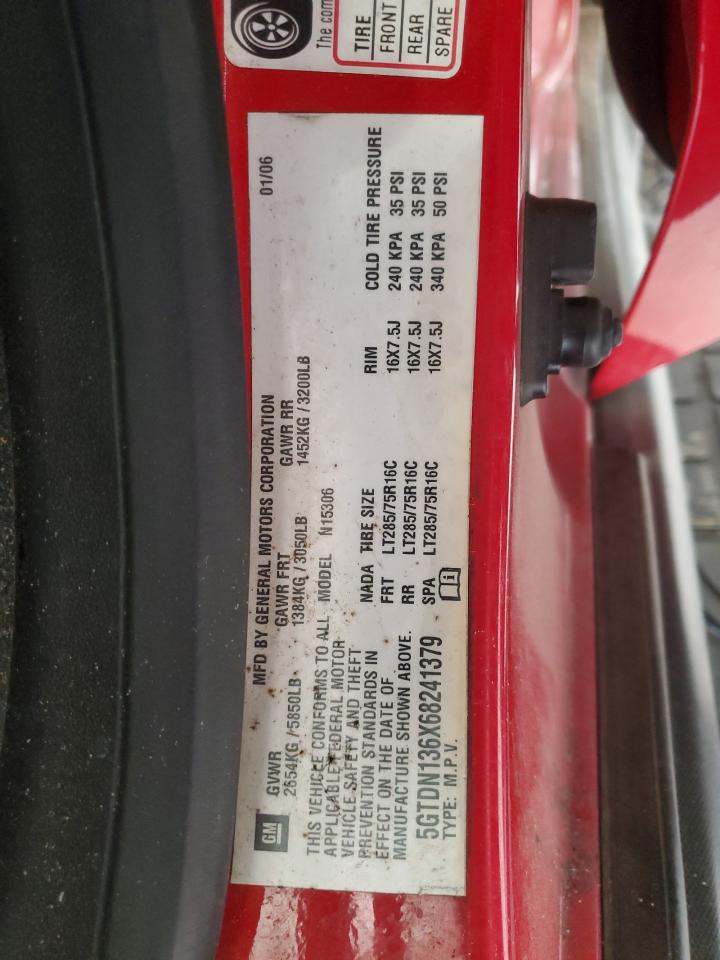 The com
TIRE
FRONT
REAR
SPARE
MFD BY GENERAL MOTORS CORPORATION 01/06
GM
GVWR GAWR FRT GAWR RR
2654KG / 5850LB 1384KG / 3050LB 1452KG / 3200LB
THIS VEHICLE CONFORMS TO ALL MODEL N15306
APPLICABLE FEDERAL MOTOR
VEHICLE SAFETY AND THEFT
PREVENTION STANDARDS IN
EFFECT ON THE DATE OF
MANUFACTURE SHOWN ABOVE.
NADA TIRE SIZE RIM COLD TIRE PRESSURE
FRT LT285/75R16C 16X7.5J 240 KPA 35 PSI
RR LT285/75R16C 16X7.5J 240 KPA 35 PSI
SPA LT285/75R16C 16X7.5J 340 KPA 50 PSI
5GTDN136X68241379
TYPE: M.P.V.